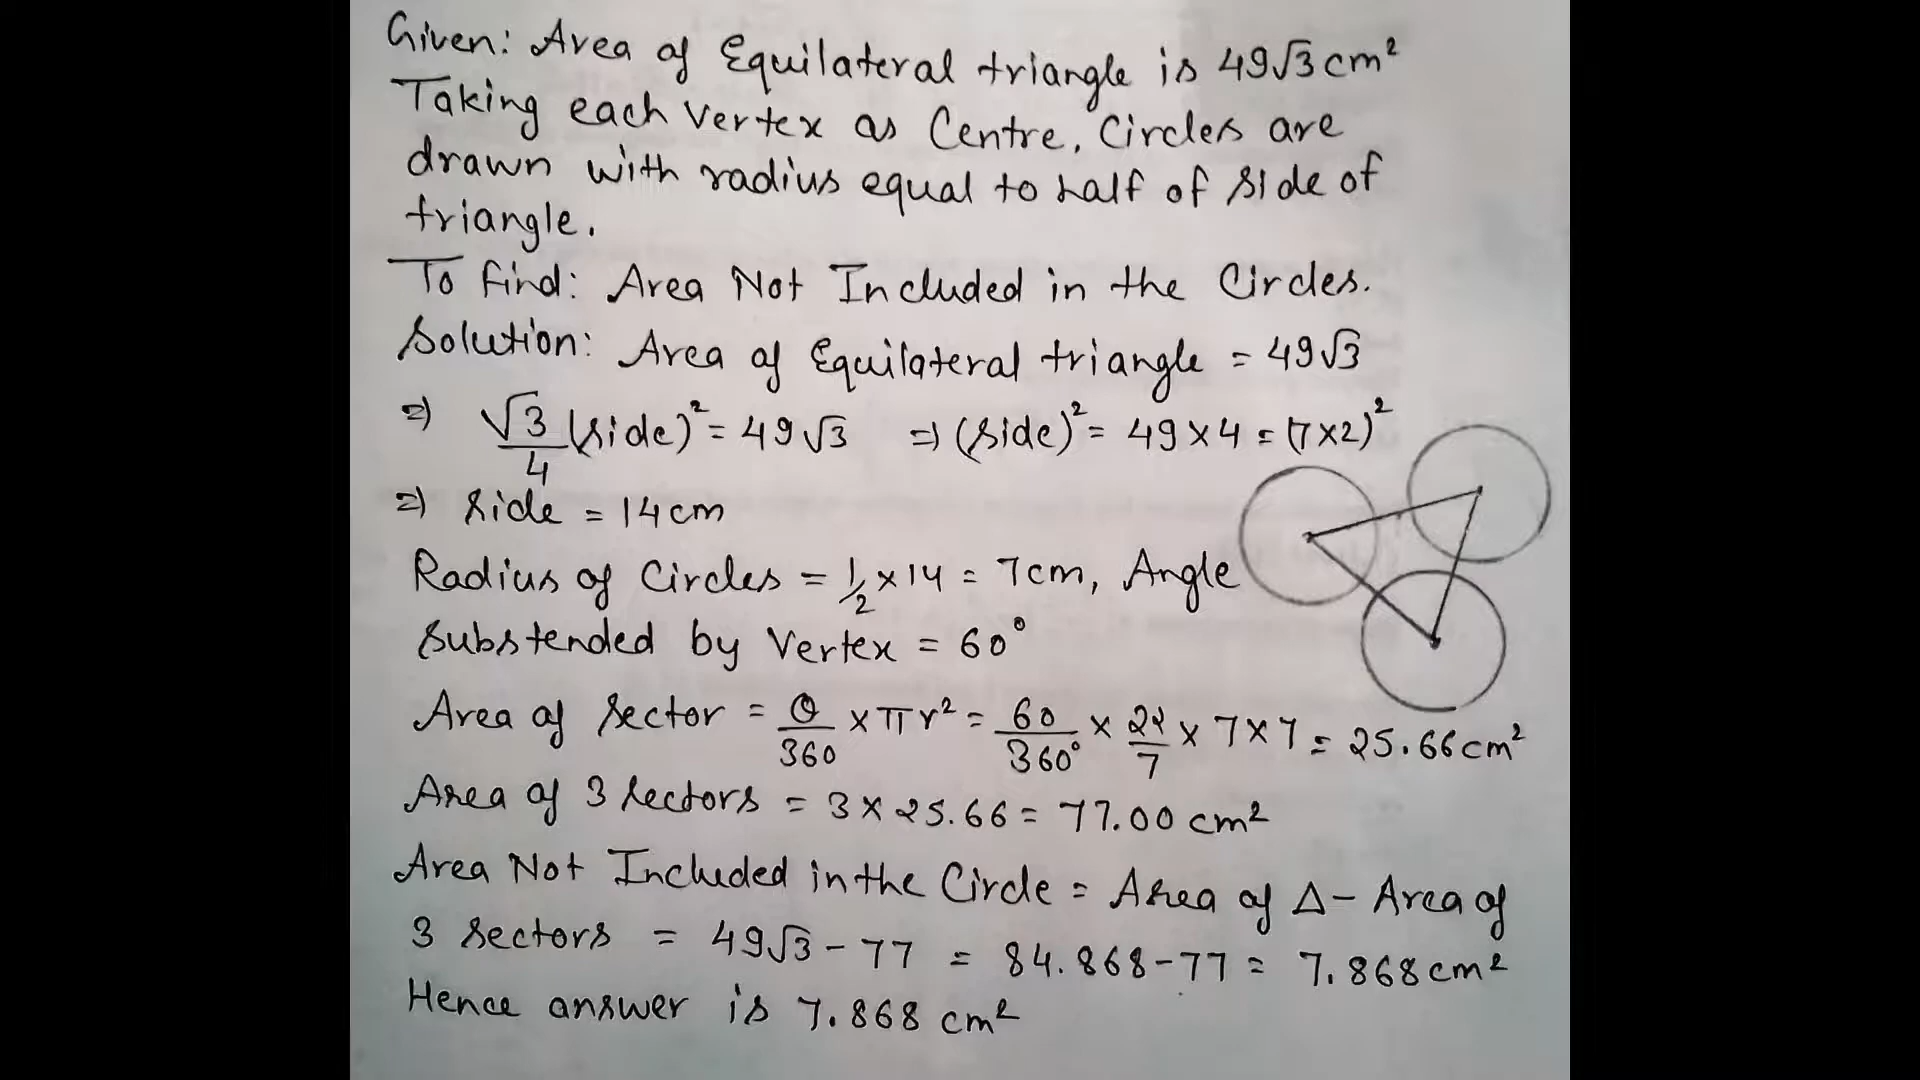 Given: Area of Equilateral triangle is 49√3 cm²
Taking each Vertex as Centre, Circles are
drawn with radius equal to half of side of
triangle.
To find: Area Not Included in the Circles.
Solution: Area of Equilateral triangle = 49√3
⇒ √3/4 (side)² = 49√3 ⇒ (side)² = 49×4 = (7×2)²
⇒ side = 14cm
Radius of Circles = 1/2 × 14 = 7cm, Angle
Substended by Vertex = 60°
Area of sector = θ/360 × πr² = 60/360° × 22/7 × 7×7 = 25.66cm²
Area of 3 sectors = 3 × 25.66 = 77.00 cm²
Area Not Included in the Circle = Area of Δ – Area of
3 sectors = 49√3 – 77 = 84.868–77 = 7.868cm²
Hence answer is 7.868 cm²